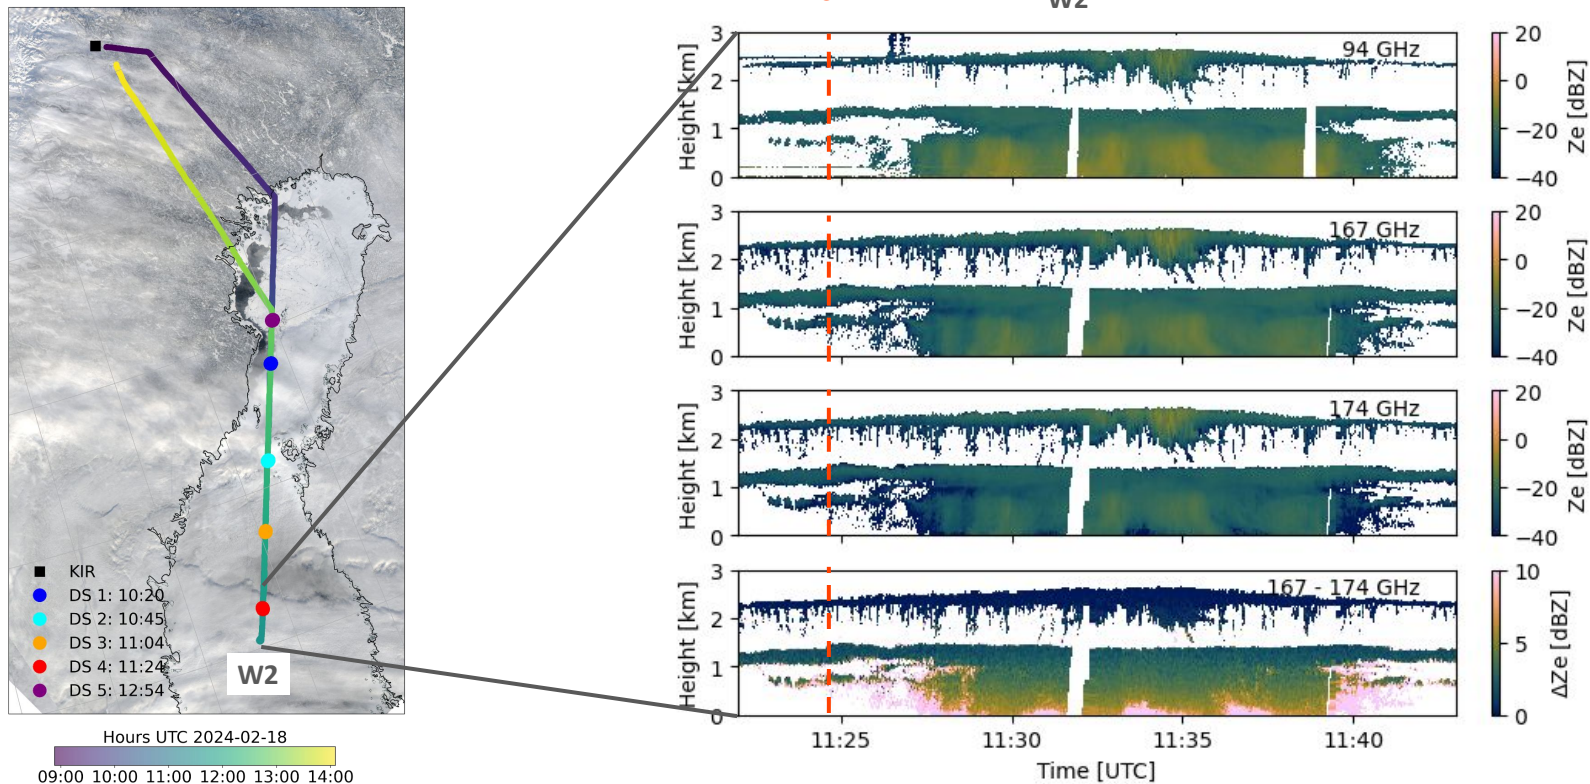 KIR
DS 1: 10:20
DS 2: 10:45
DS 3: 11:04
DS 4: 11:24
DS 5: 12:54
W2
Hours UTC 2024-02-18
09:00 10:00 11:00 12:00 13:00 14:00
W2
94 GHz
Height [km]
3
2
1
0
Ze [dBZ]
20
0
−20
−40
167 GHz
Height [km]
3
2
1
0
Ze [dBZ]
20
0
−20
−40
174 GHz
Height [km]
3
2
1
0
Ze [dBZ]
20
0
−20
−40
167 - 174 GHz
Height [km]
3
2
1
0
ΔZe [dBZ]
10
5
0
11:25 11:30 11:35 11:40
Time [UTC]